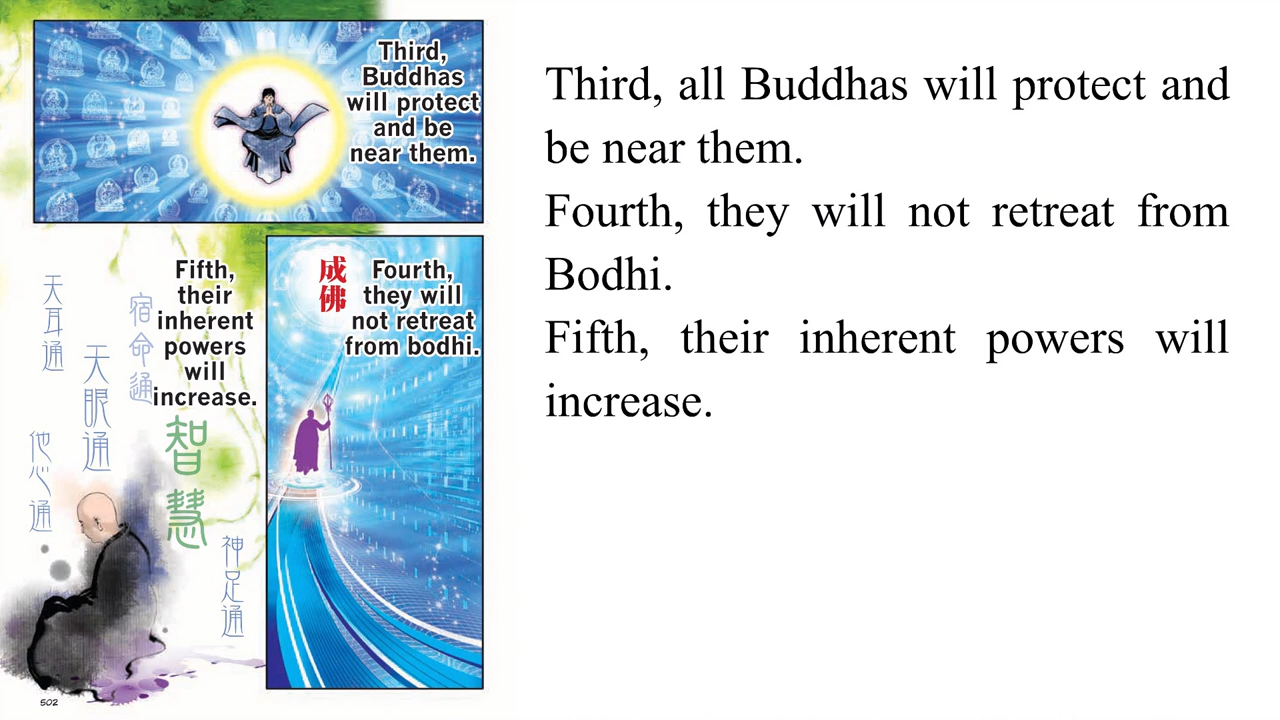 Third,
Buddhas
will protect
and be
near them.
成佛
Fourth,
they will
not retreat
from bodhi.
Fifth,
their
inherent
powers
will
increase.
天耳通
宿命通
天眼通
他心通
智慧
神足通
502
Third, all Buddhas will protect and
be near them.
Fourth, they will not retreat from
Bodhi.
Fifth, their inherent powers will
increase.